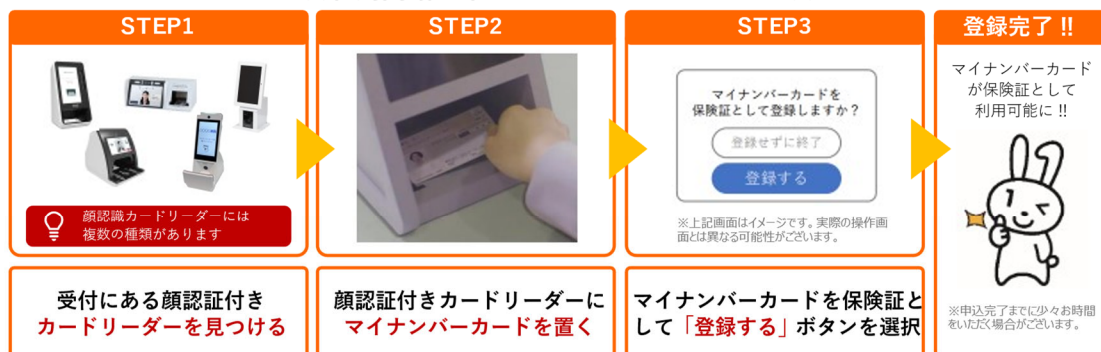 STEP1
顔認識カードリーダーには
複数の種類があります
受付にある顔認証付き
カードリーダーを見つける
STEP2
顔認証付きカードリーダーに
マイナンバーカードを置く
STEP3
マイナンバーカードを
保険証として登録しますか？
登録せずに終了
登録する
※上記画面はイメージです。実際の操作画
面とは異なる可能性がございます。
マイナンバーカードを保険証と
して「登録する」ボタンを選択
登録完了 !!
マイナンバーカード
が保険証として
利用可能に !!
※申込完了までに少々お時間
をいただく場合がございます。